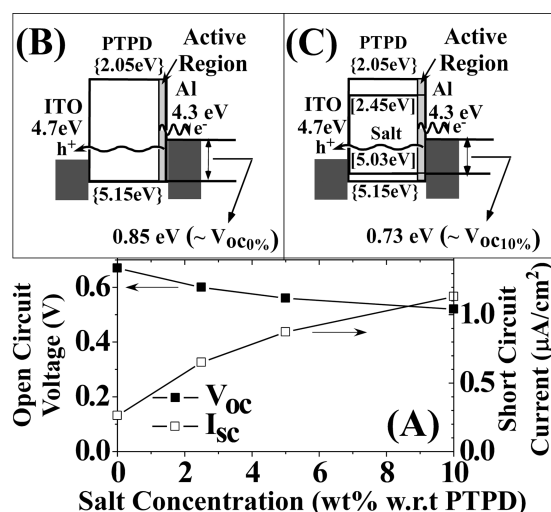 (B)
PTPD
{2.05eV}
Active
Region
Al
4.3 eV
e-
ITO
4.7eV
h+
{5.15eV}
0.85 eV (~ Voc0%)
(C)
PTPD
{2.05eV}
Active
Region
Al
4.3 eV
e-
[2.45eV]
ITO
4.7eV
Salt
h+
[5.03eV]
{5.15eV}
0.73 eV (~ Voc10%)
Open Circuit
Voltage (V)
0.6
0.4
0.2
0.0
Voc
Isc
(A)
1.0
0.5
0.0
Short Circuit
Current (μA/cm²)
0
2
4
6
8
10
Salt Concentration (wt% w.r.t PTPD)